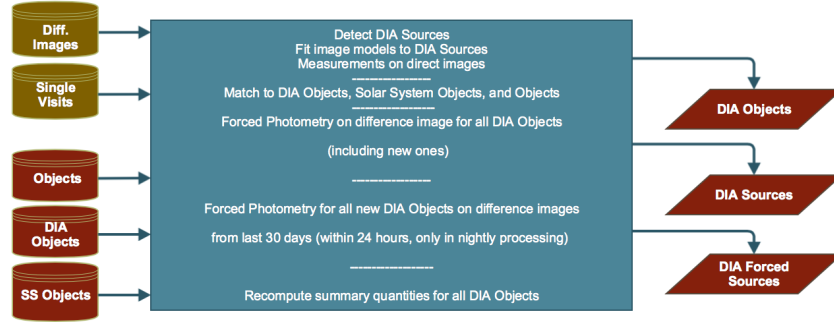 Diff.
Images
Single
Visits
Objects
DIA
Objects
SS Objects
Detect DIA Sources
Fit image models to DIA Sources
Measurements on direct images
--------------------
Match to DIA Objects, Solar System Objects, and Objects
--------------------
Forced Photometry on difference image for all DIA Objects
(including new ones)
--------------------
Forced Photometry for all new DIA Objects on difference images
from last 30 days (within 24 hours, only in nightly processing)
--------------------
Recompute summary quantities for all DIA Objects
DIA Objects
DIA Sources
DIA Forced
Sources